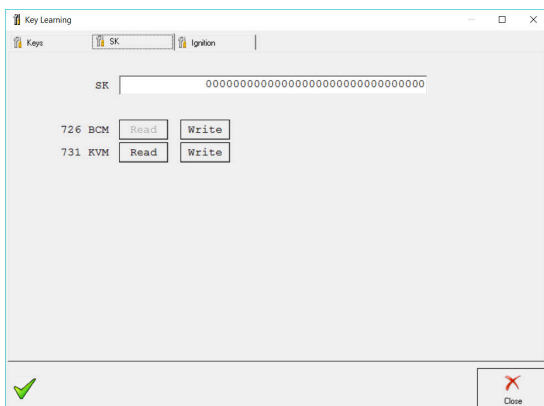 Key Learning
Keys SK Ignition
SK 00000000000000000000000000000000
726 BCM Read Write
731 KVM Read Write
Close